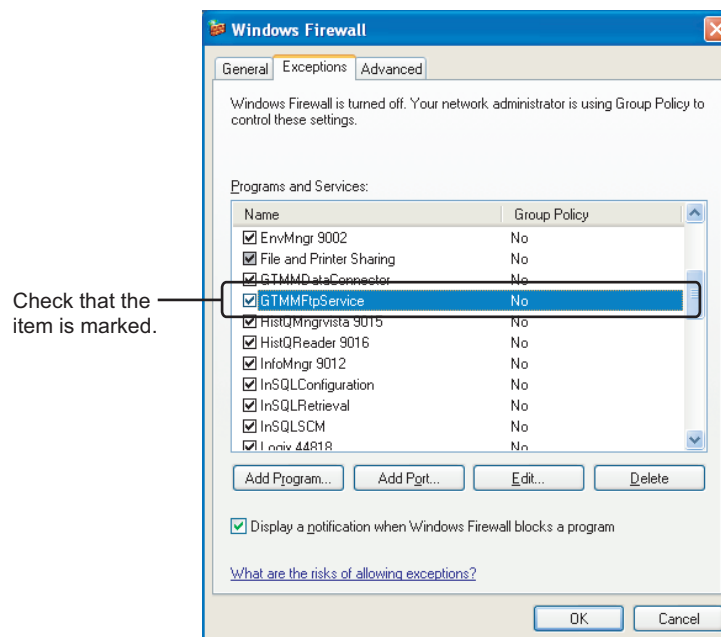 Windows Firewall
General Exceptions Advanced
Windows Firewall is turned off. Your network administrator is using Group Policy to
control these settings.
Programs and Services:
Name Group Policy
EnvMngr 9002 No
File and Printer Sharing No
GTMMDataConnector No
Check that the
item is marked.
GTMMFtpService No
HistQMngrvista 9015 No
HistQReader 9016 No
InfoMngr 9012 No
InSQLConfiguration No
InSQLRetrieval No
InSQLSCM No
Logix 44818 No
Add Program... Add Port... Edit... Delete
Display a notification when Windows Firewall blocks a program
What are the risks of allowing exceptions?
OK Cancel